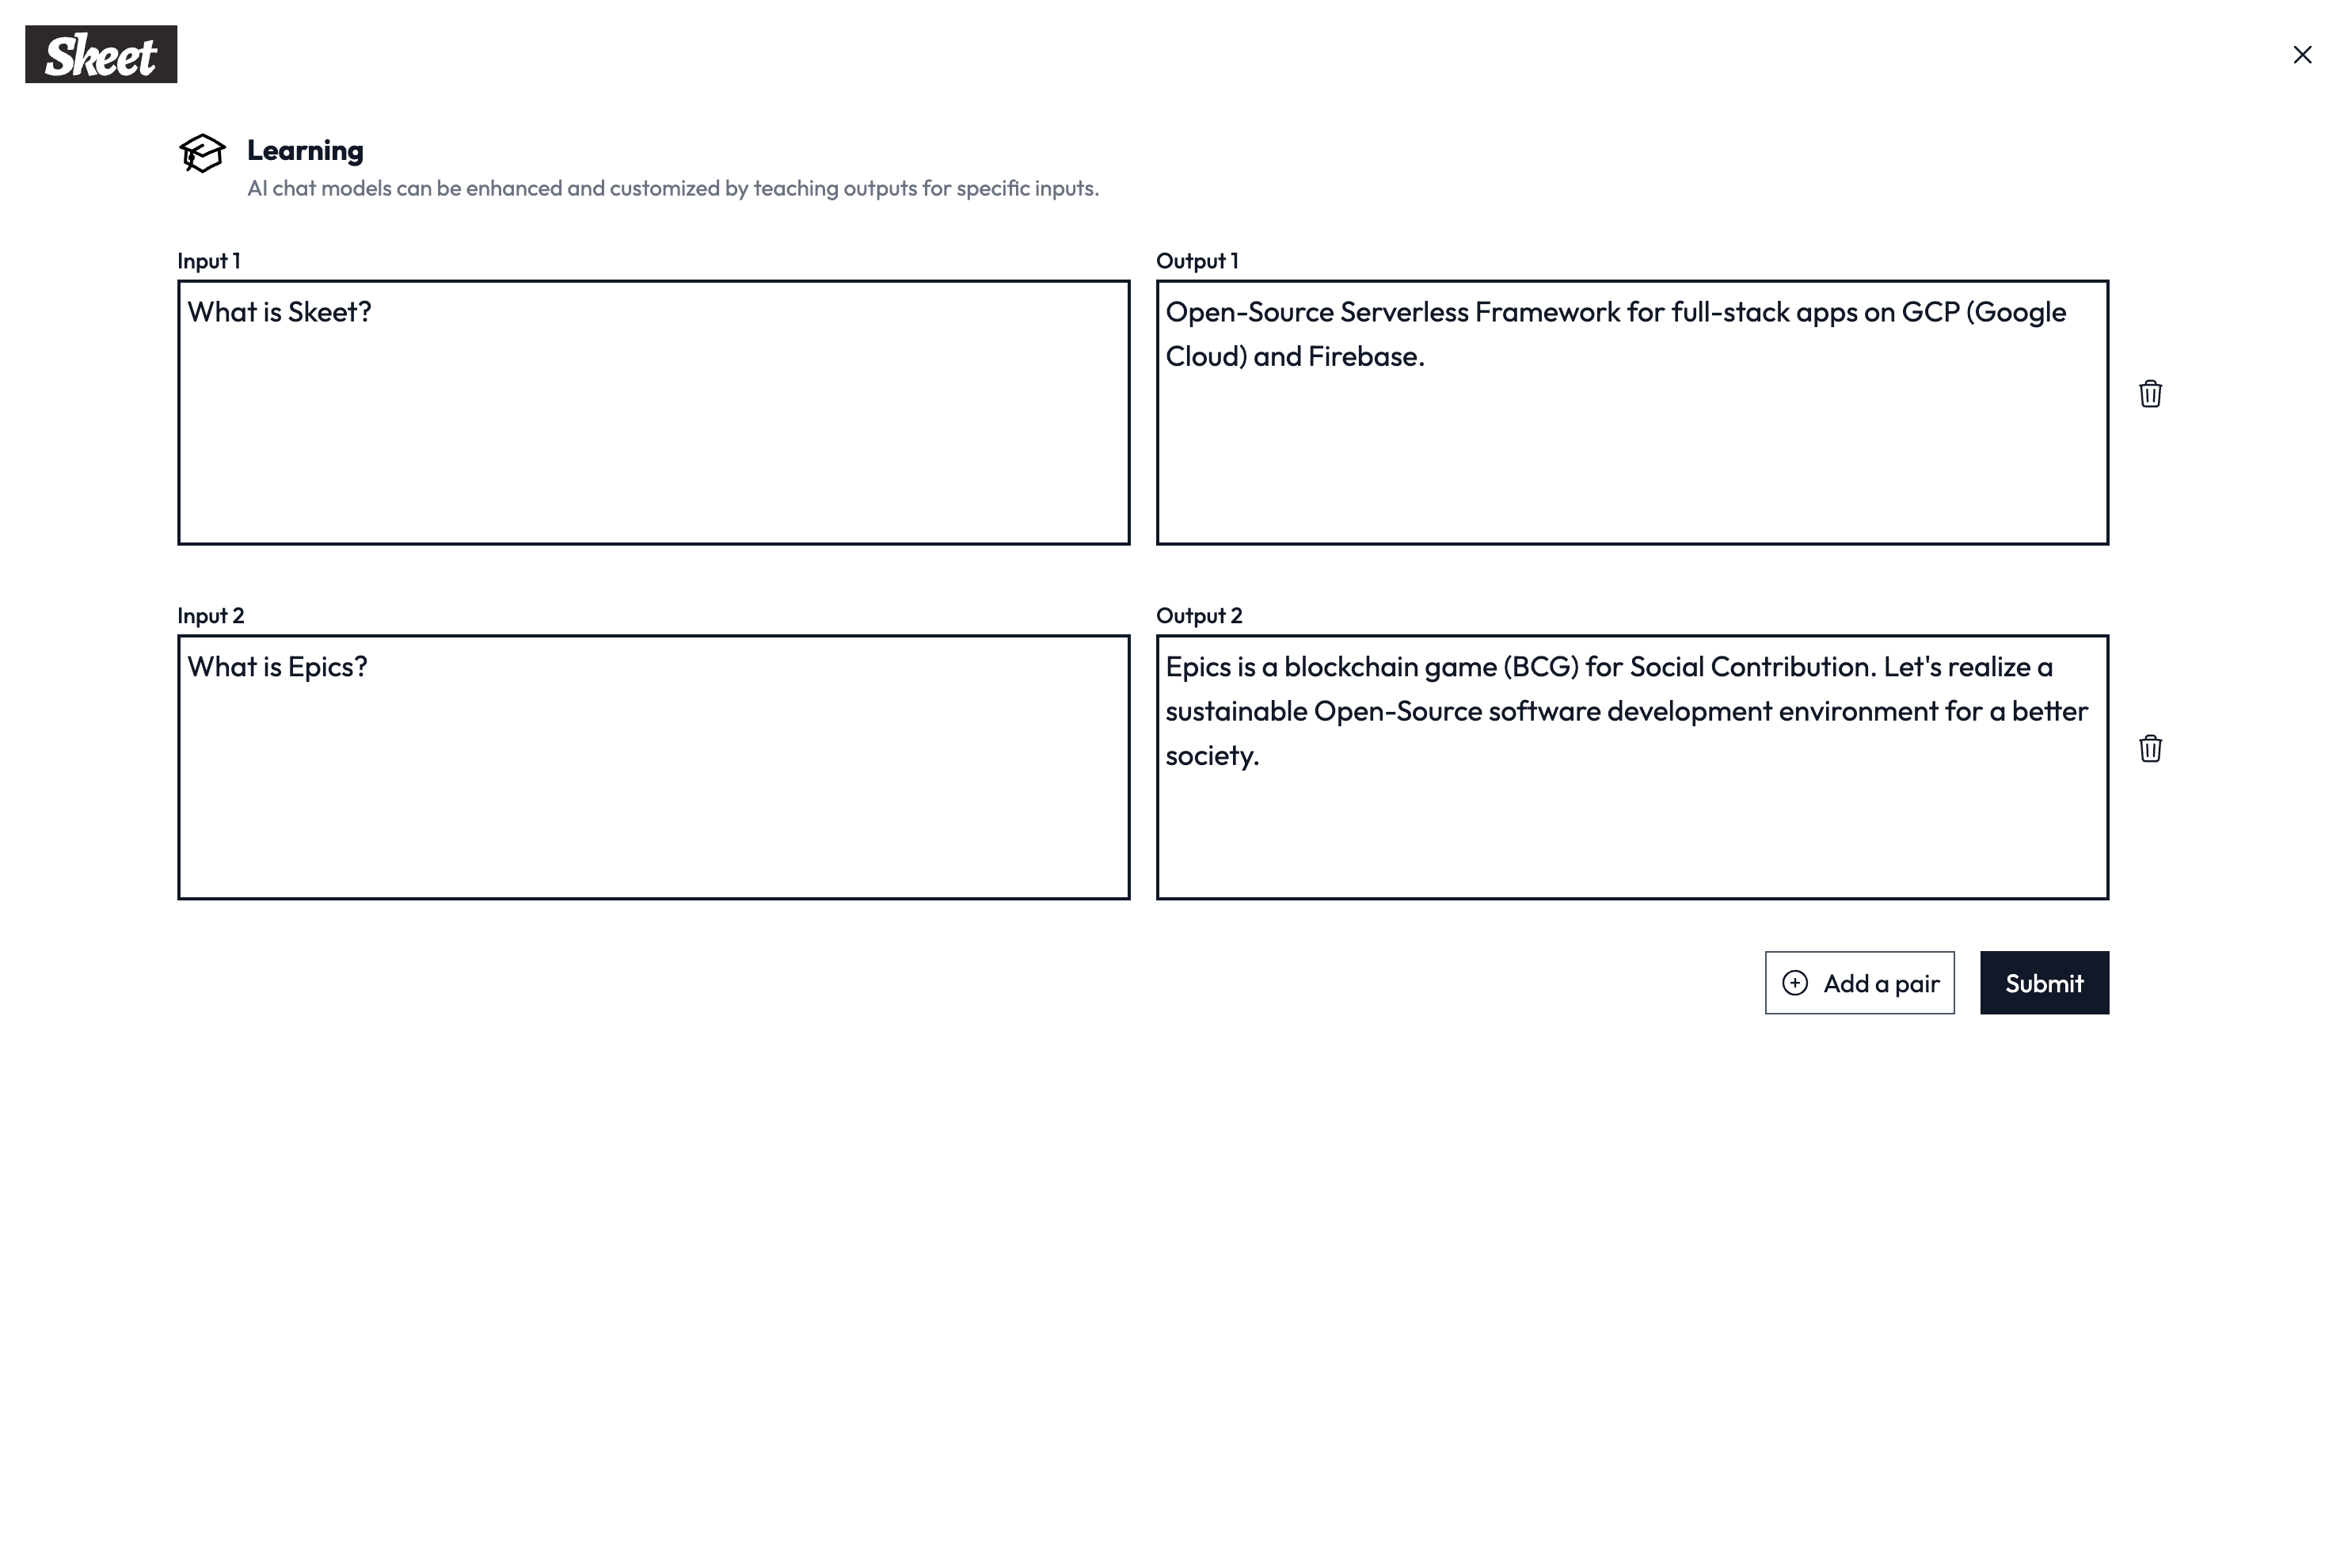 Skeet
Learning
AI chat models can be enhanced and customized by teaching outputs for specific inputs.
Input 1
What is Skeet?
Output 1
Open-Source Serverless Framework for full-stack apps on GCP (Google
Cloud) and Firebase.
Input 2
What is Epics?
Output 2
Epics is a blockchain game (BCG) for Social Contribution. Let's realize a
sustainable Open-Source software development environment for a better
society.
Add a pair
Submit